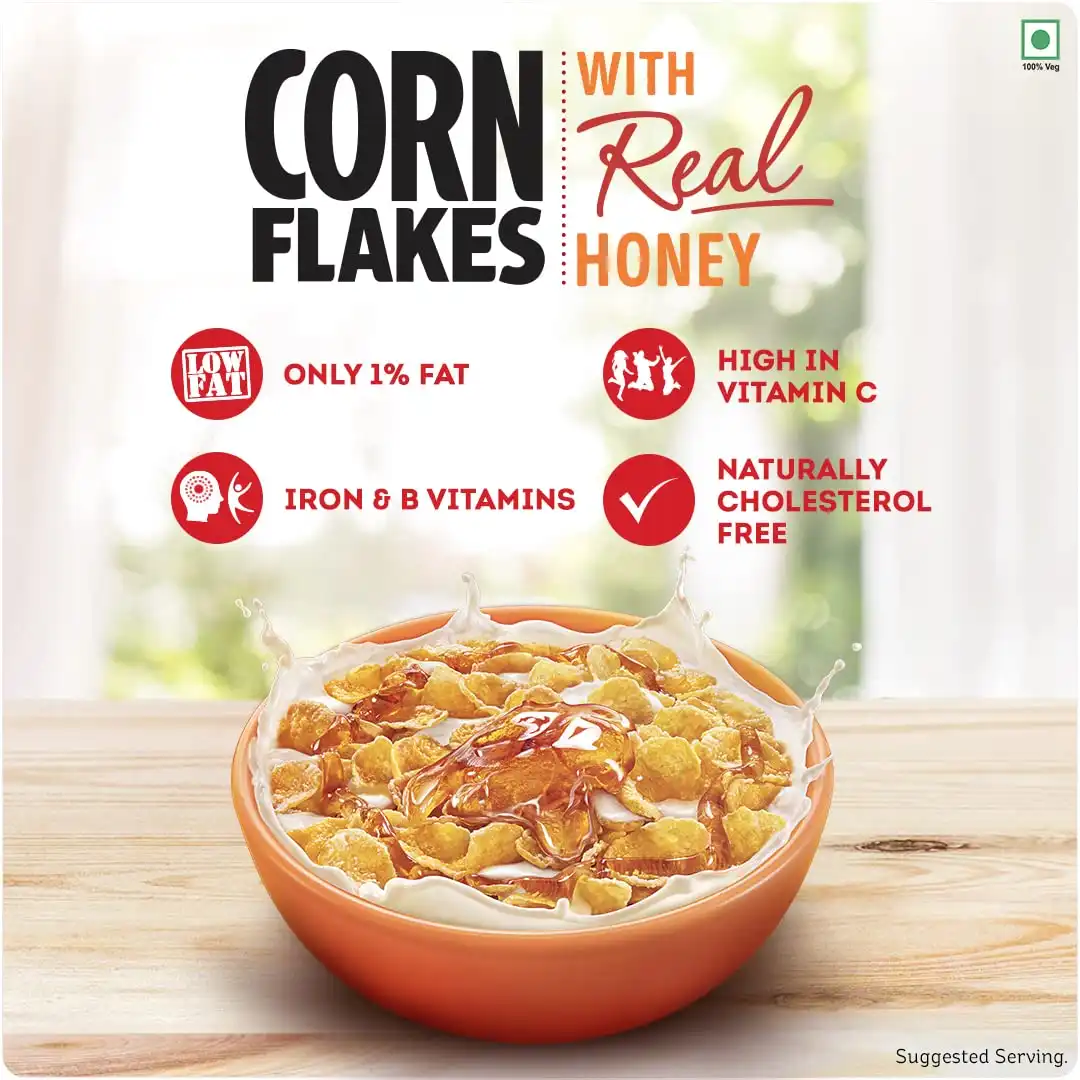 100% Veg
CORN
FLAKES
WITH
Real
HONEY
LOW
FAT
ONLY 1% FAT
HIGH IN
VITAMIN C
IRON & B VITAMINS
NATURALLY
CHOLESTEROL
FREE
Suggested Serving.